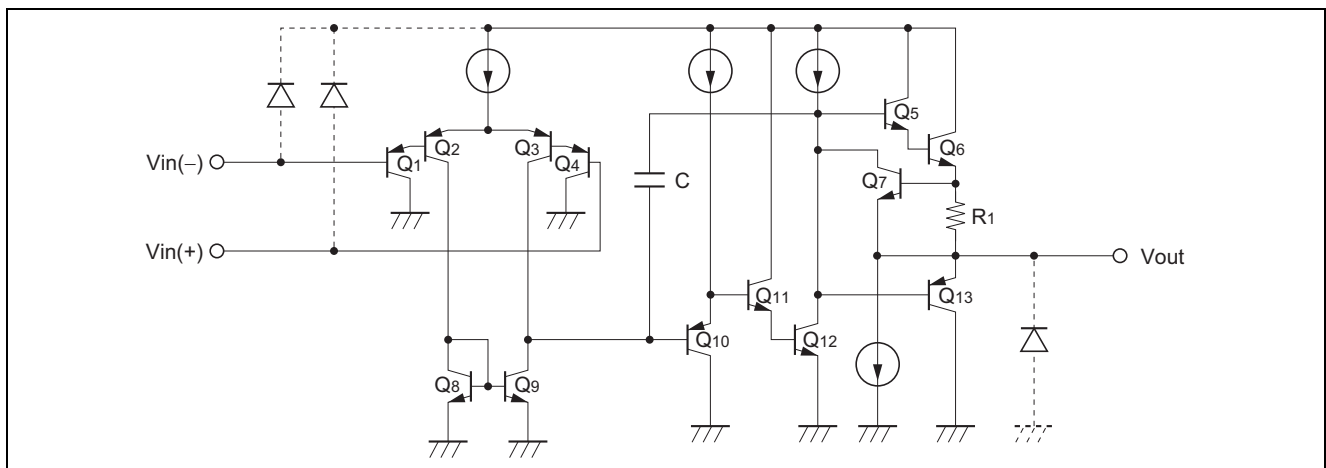 Q5
Q2
Q3
Q6
Vin(−)
Q1
Q4
C
Q7
R1
Vin(+)
Vout
Q11
Q13
Q10
Q12
Q8
Q9